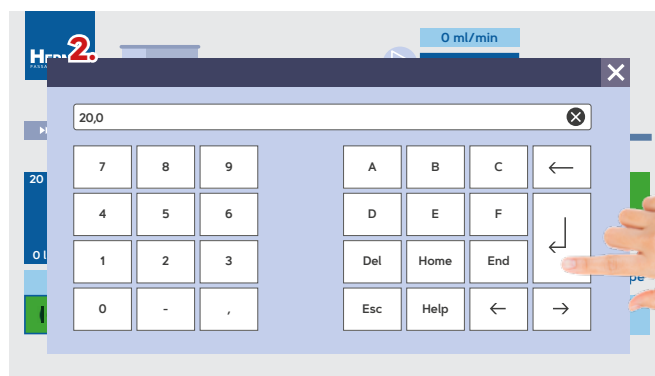 0 ml/min
2.
20,0
7 8 9 A B C ←
20
4 5 6 D E F ↵
0
1 2 3 Del Home End
0 - , Esc Help ← →